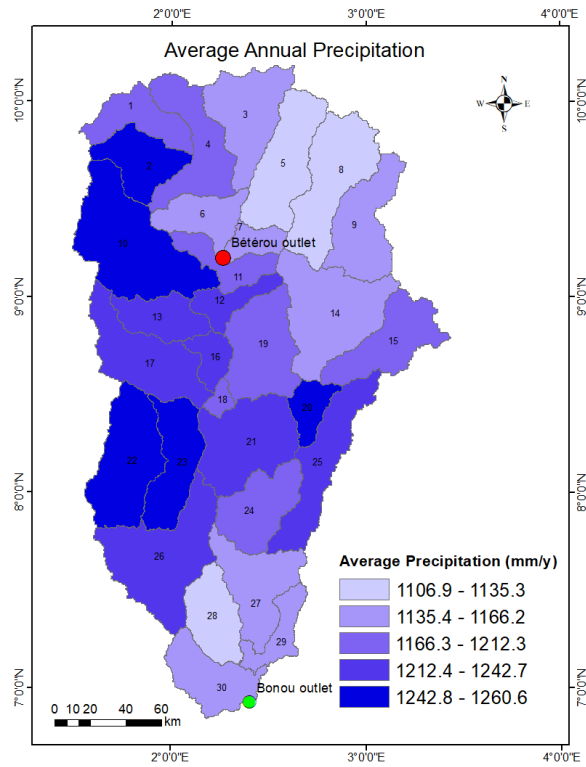 2°0'0"E 3°0'0"E 4°0'0"E
Average Annual Precipitation
10°0'0"N
10°0'0"N
N
W E
S
1
2
3
4
5
8
6
7
9
Bétérou outlet
10
11
9°0'0"N
9°0'0"N
12
13
14
15
16
17
19
18
20
21
22
23
25
8°0'0"N
8°0'0"N
24
26
Average Precipitation (mm/y)
1106.9 - 1135.3
1135.4 - 1166.2
1166.3 - 1212.3
1212.4 - 1242.7
1242.8 - 1260.6
27
28
29
30
7°0'0"N
7°0'0"N
Bonou outlet
0 10 20 40 60
km
2°0'0"E 3°0'0"E 4°0'0"E